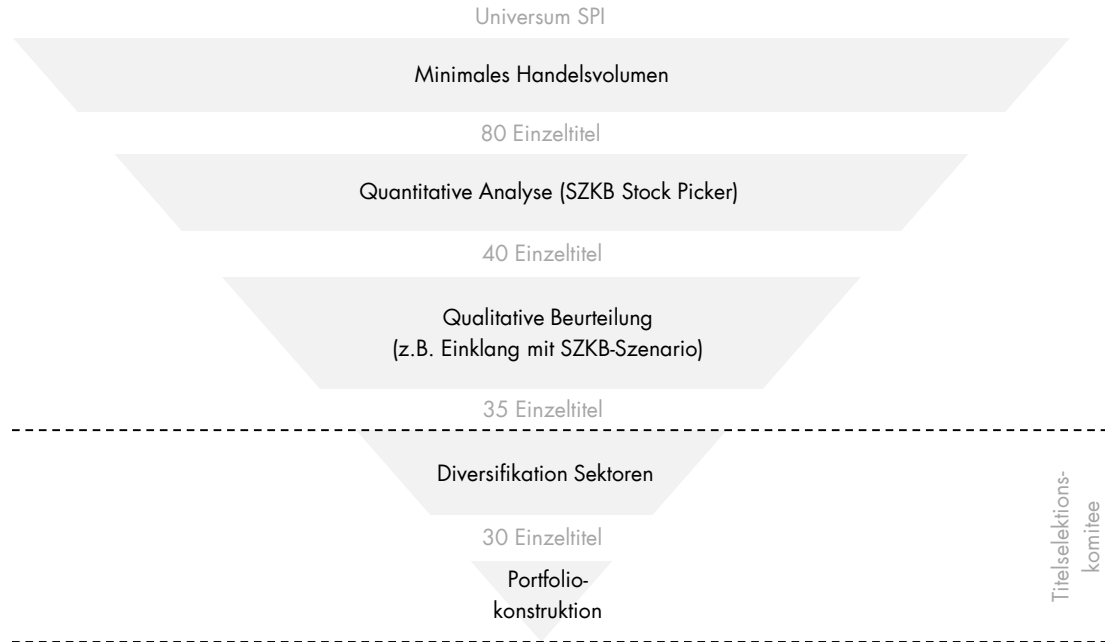 Universum SPI
Minimales Handelsvolumen
80 Einzeltitel
Quantitative Analyse (SZKB Stock Picker)
40 Einzeltitel
Qualitative Beurteilung
(z.B. Einklang mit SZKB-Szenario)
35 Einzeltitel
Diversifikation Sektoren
30 Einzeltitel
Portfolio-
konstruktion
Titelselektions-
komitee